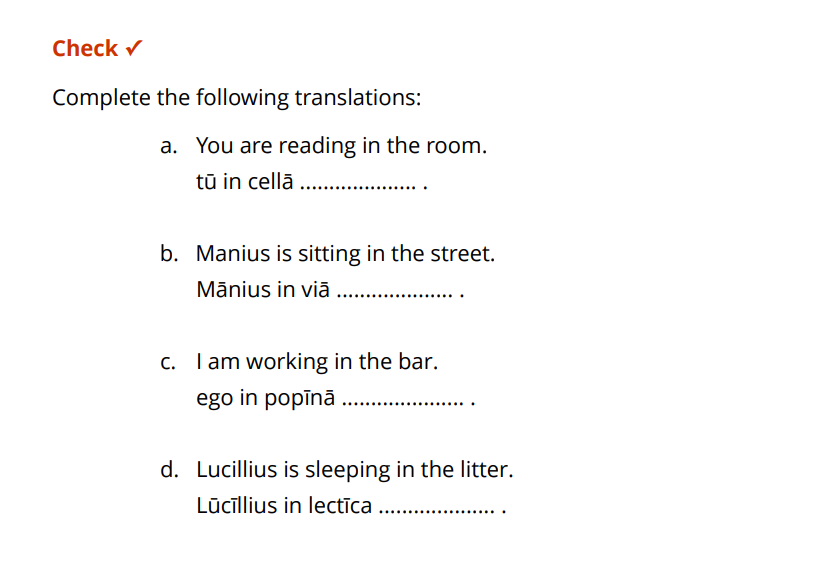 Check ✓
Complete the following translations:
a. You are reading in the room.
tū in cellā .................... .
b. Manius is sitting in the street.
Mānius in viā .................... .
c. I am working in the bar.
ego in popīnā ..................... .
d. Lucillius is sleeping in the litter.
Lūcīllius in lectīca .................... .